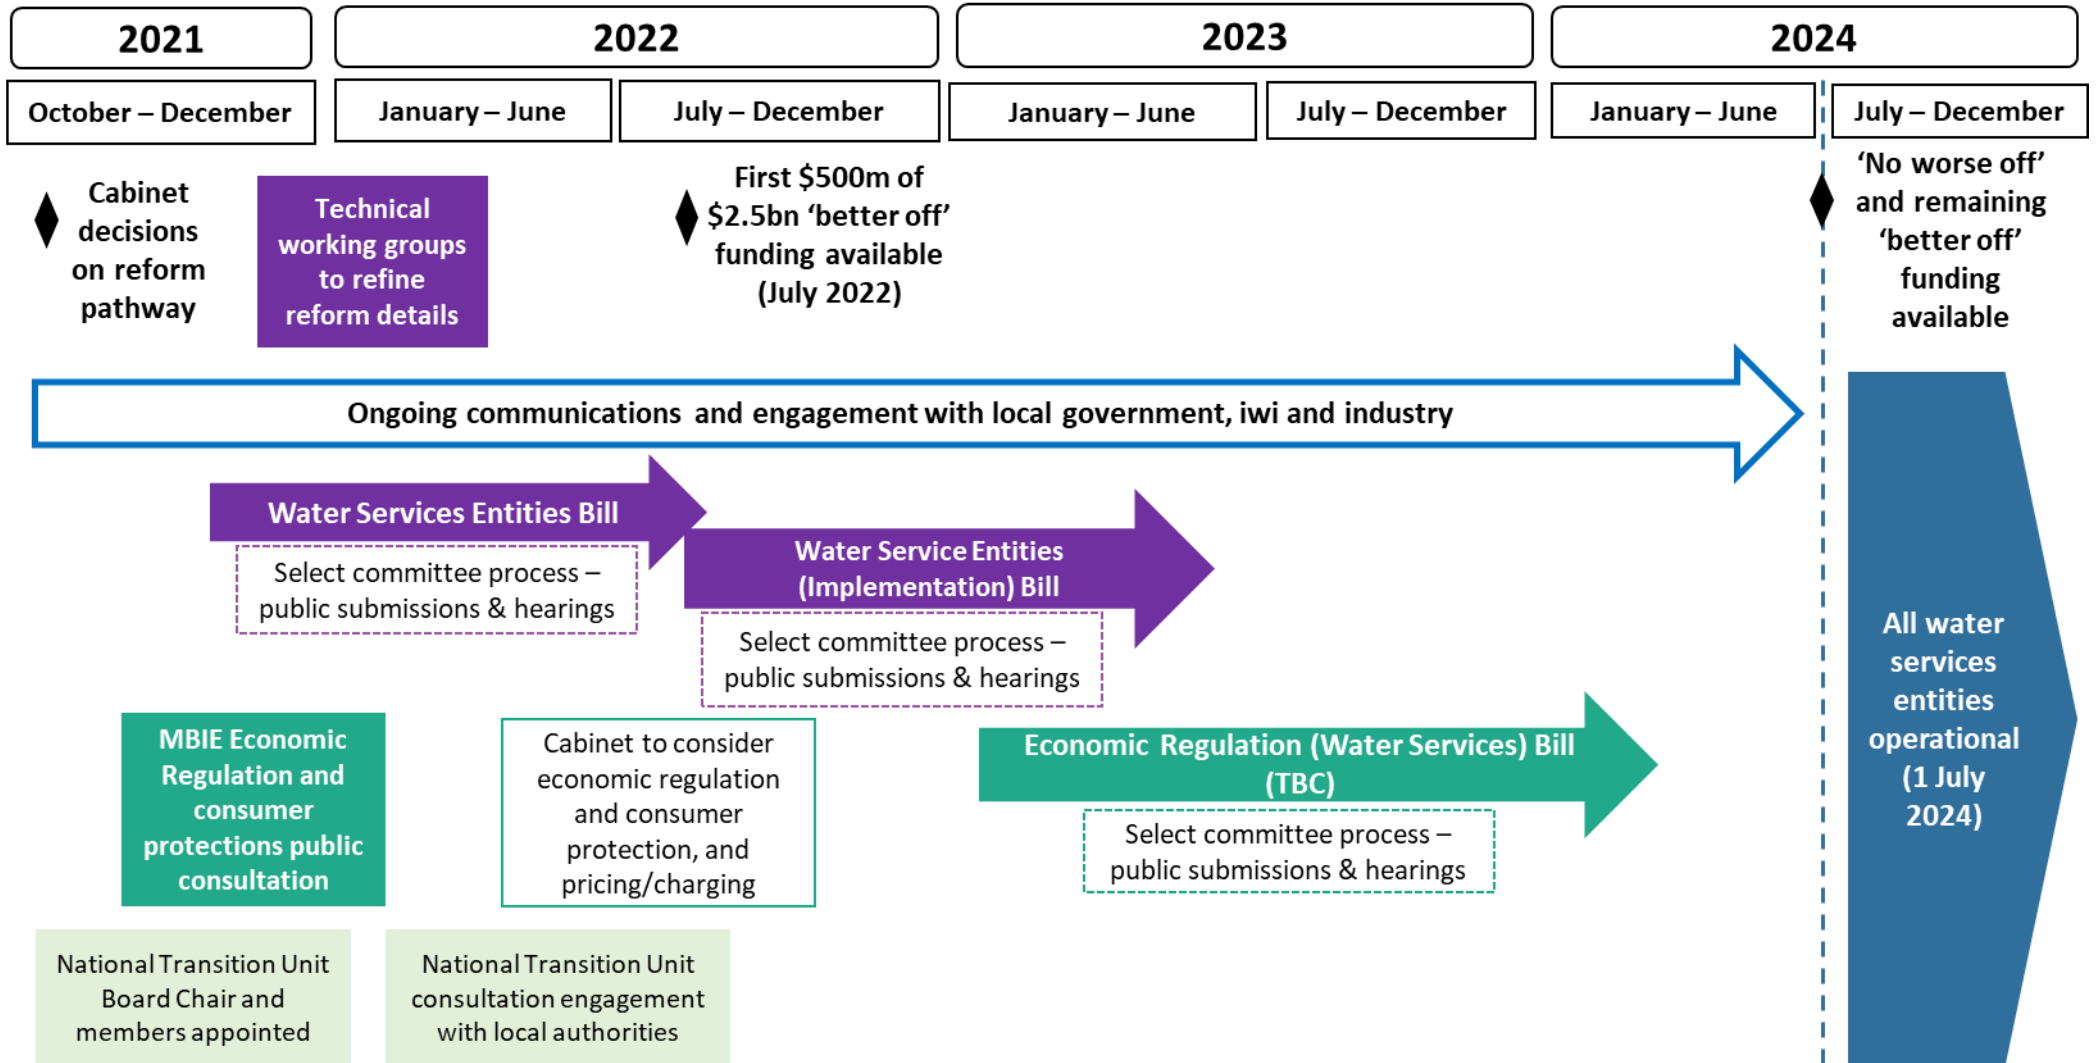 2021
2022
2023
2024
October – December
January – June
July – December
January – June
July – December
January – June
July – December
Cabinet
decisions
on reform
pathway
Technical
working groups
to refine
reform details
First $500m of
$2.5bn ‘better off’
funding available
(July 2022)
‘No worse off’
and remaining
‘better off’
funding
available
Ongoing communications and engagement with local government, iwi and industry
Water Services Entities Bill
Select committee process –
public submissions & hearings
Water Service Entities
(Implementation) Bill
Select committee process –
public submissions & hearings
MBIE Economic
Regulation and
consumer
protections public
consultation
Cabinet to consider
economic regulation
and consumer
protection, and
pricing/charging
Economic Regulation (Water Services) Bill
(TBC)
Select committee process –
public submissions & hearings
All water
services
entities
operational
(1 July
2024)
National Transition Unit
Board Chair and
members appointed
National Transition Unit
consultation engagement
with local authorities